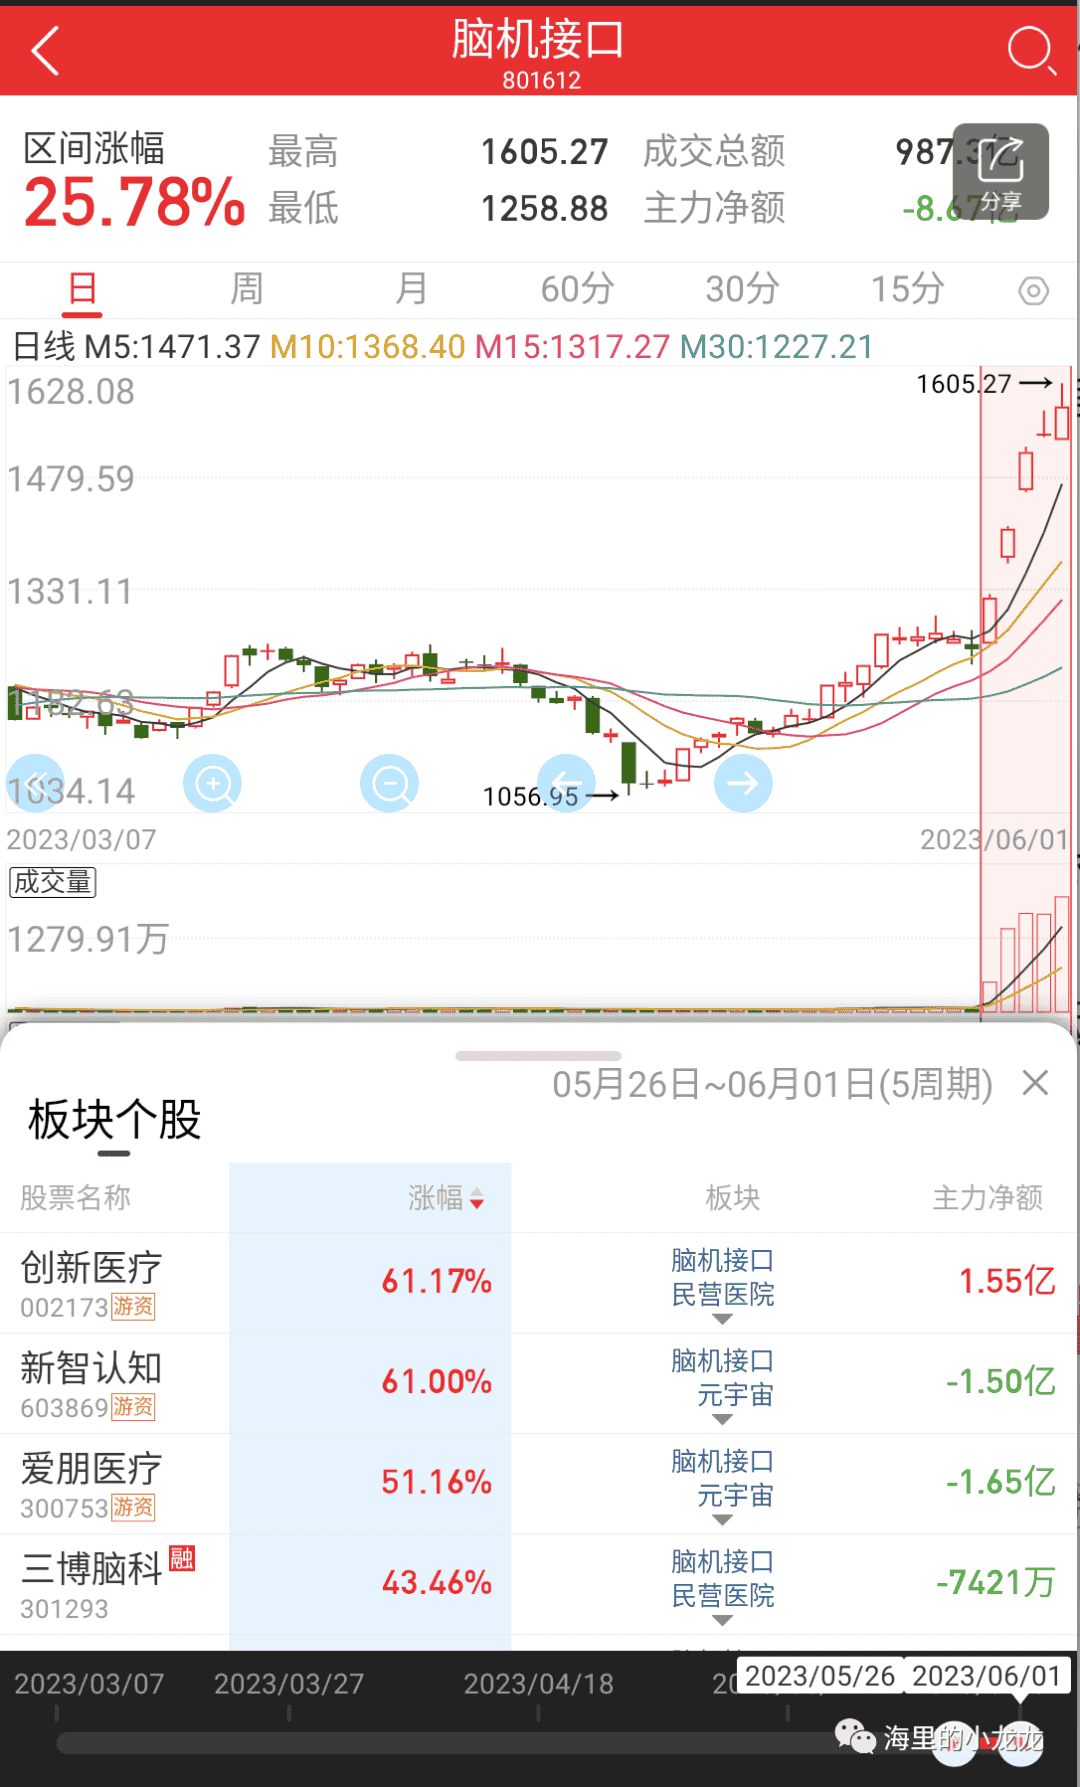 脑机接口
801612
区间涨幅 最高 1605.27 成交总额 987.3亿
25.78% 最低 1258.88 主力净额 -8.67亿
分享
日 周 月 60分 30分 15分
日线 M5:1471.37 M10:1368.40 M15:1317.27 M30:1227.21
1628.08
1605.27
1479.59
1331.11
1182.63
1034.14
1056.95
2023/03/07 2023/06/01
成交量
1279.91万
05月26日~06月01日(5周期)
板块个股
股票名称 涨幅 板块 主力净额
创新医疗 61.17% 脑机接口 1.55亿
002173 游资 民营医院
新智认知 61.00% 脑机接口 -1.50亿
603869 游资 元宇宙
爱朋医疗 51.16% 脑机接口 -1.65亿
300753 游资 元宇宙
三博脑科 融 43.46% 脑机接口 -7421万
301293 民营医院
2023/03/07 2023/03/27 2023/04/18 2023/05/26 2023/06/01
海里的小龙龙